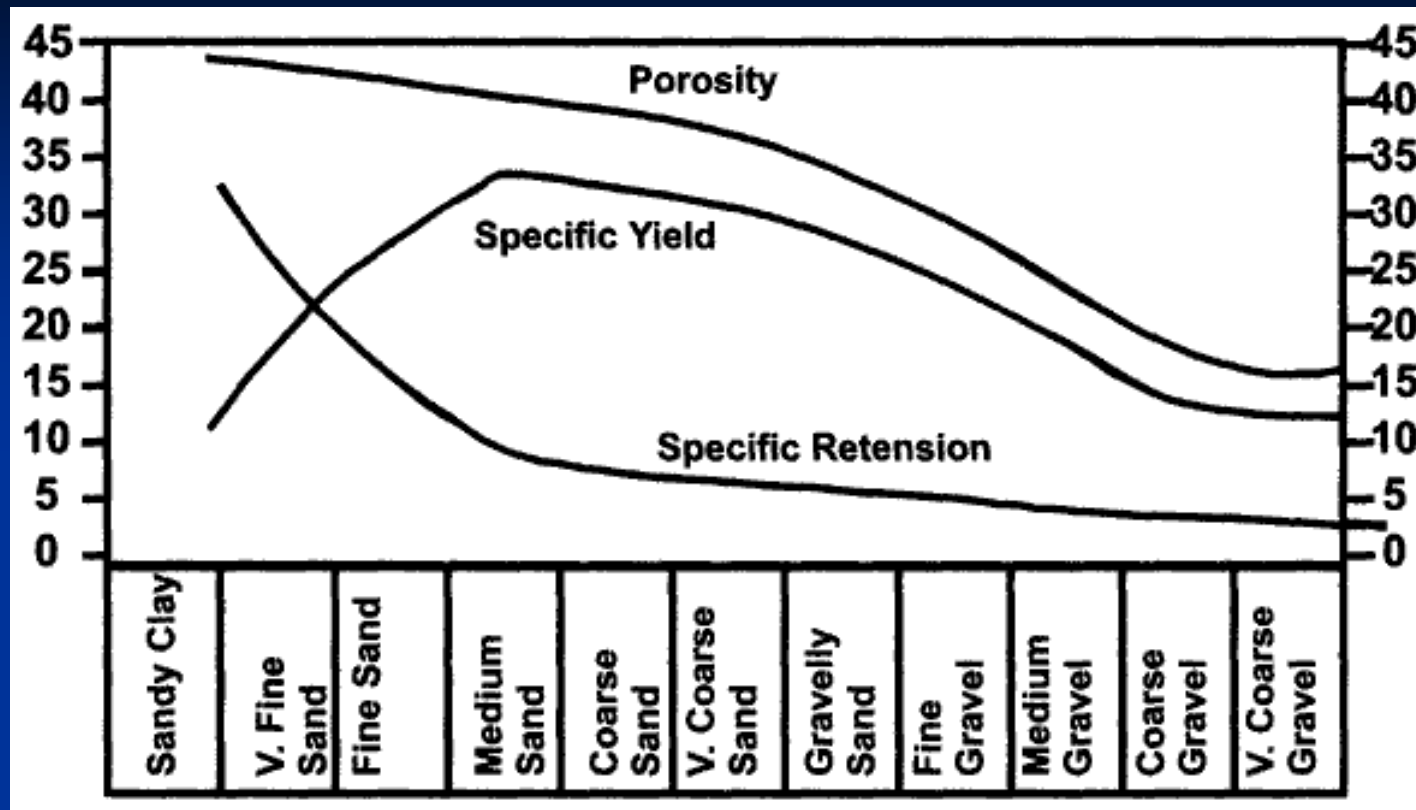 45
40
35
30
25
20
15
10
5
0
Porosity
Specific Yield
Specific Retension
45
40
35
30
25
20
15
10
5
0
Sandy Clay
V. Fine
Sand
Fine Sand
Medium
Sand
Coarse
Sand
V. Coarse
Sand
Gravelly
Sand
Fine
Gravel
Medium
Gravel
Coarse
Gravel
V. Coarse
Gravel